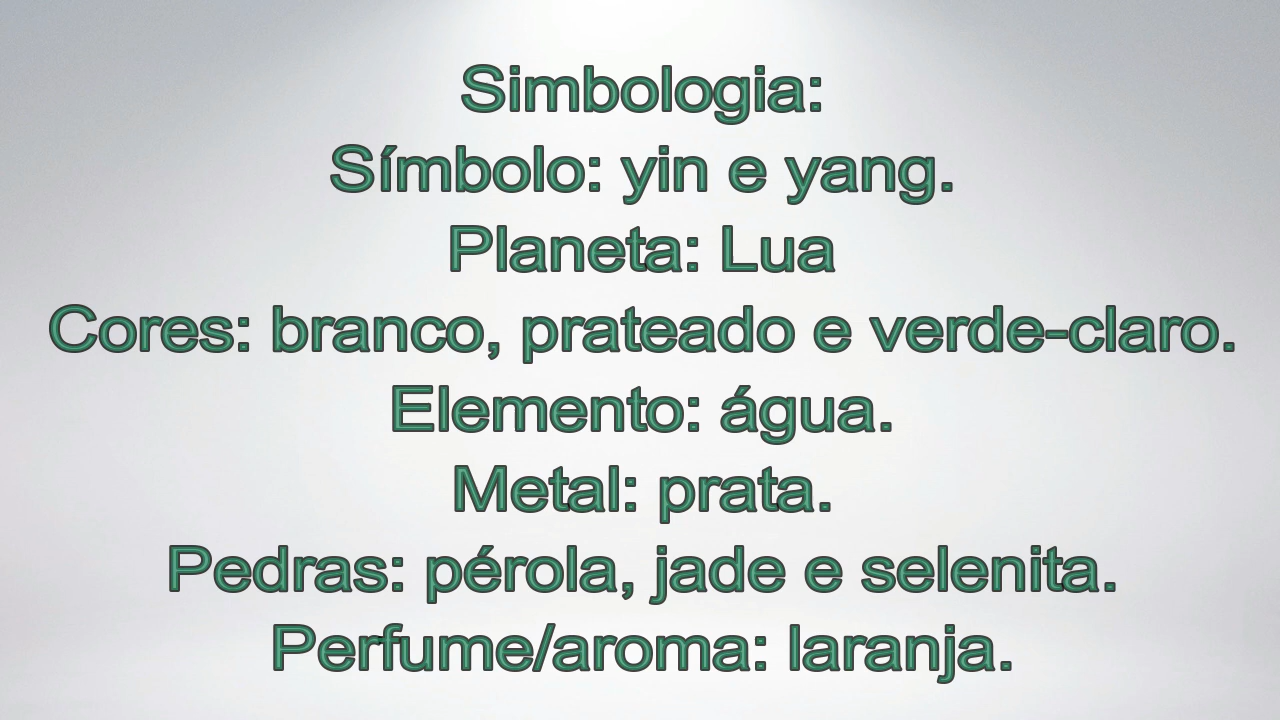 Simbologia:
Símbolo: yin e yang.
Planeta: Lua
Cores: branco, prateado e verde-claro.
Elemento: água.
Metal: prata.
Pedras: pérola, jade e selenita.
Perfume/aroma: laranja.